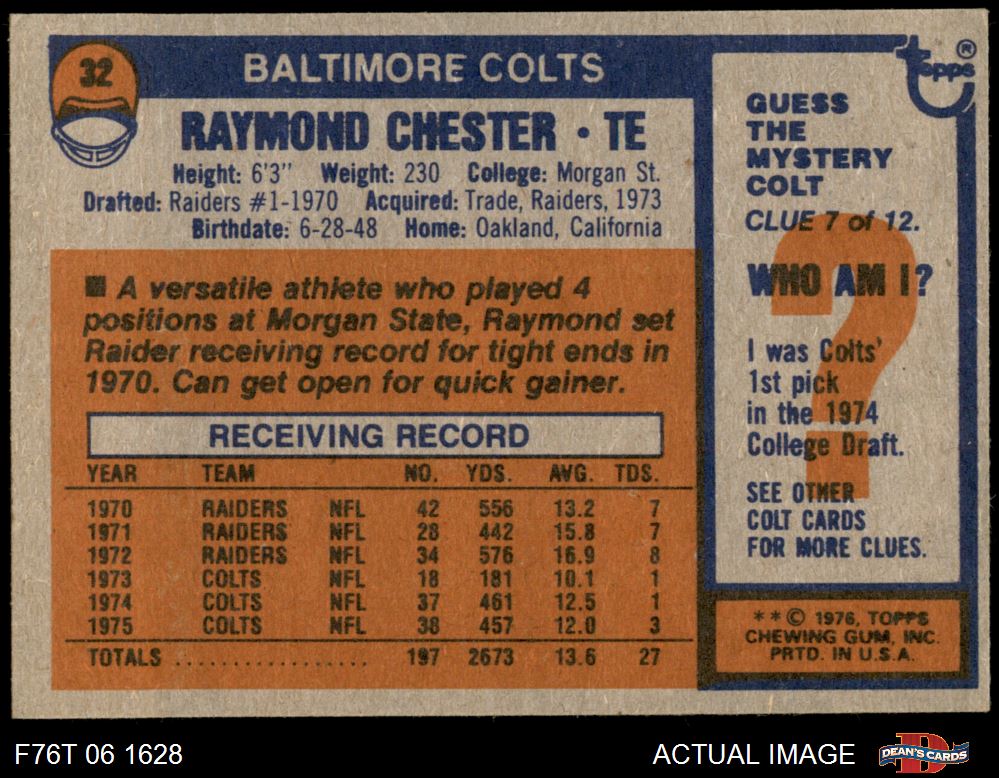 32
BALTIMORE COLTS
RAYMOND CHESTER • TE
Height: 6'3" Weight: 230 College: Morgan St.
Drafted: Raiders #1-1970 Acquired: Trade, Raiders, 1973
Birthdate: 6-28-48 Home: Oakland, California
■ A versatile athlete who played 4
positions at Morgan State, Raymond set
Raider receiving record for tight ends in
1970. Can get open for quick gainer.
RECEIVING RECORD
YEAR TEAM NO. YDS. AVG. TDS.
1970 RAIDERS NFL 42 556 13.2 7
1971 RAIDERS NFL 28 442 15.8 7
1972 RAIDERS NFL 34 576 16.9 8
1973 COLTS NFL 18 181 10.1 1
1974 COLTS NFL 37 461 12.5 1
1975 COLTS NFL 38 457 12.0 3
TOTALS .................. 197 2673 13.6 27
topps ®
GUESS
THE
MYSTERY
COLT
CLUE 7 of 12.
?
WHO AM I?
I was Colts'
1st pick
in the 1974
College Draft.
SEE OTHER
COLT CARDS
FOR MORE CLUES.
* * © 1976, TOPPS
CHEWING GUM, INC.
PRTD. IN U.S.A.
F76T 06 1628
ACTUAL IMAGE
D
DEAN'S CARDS